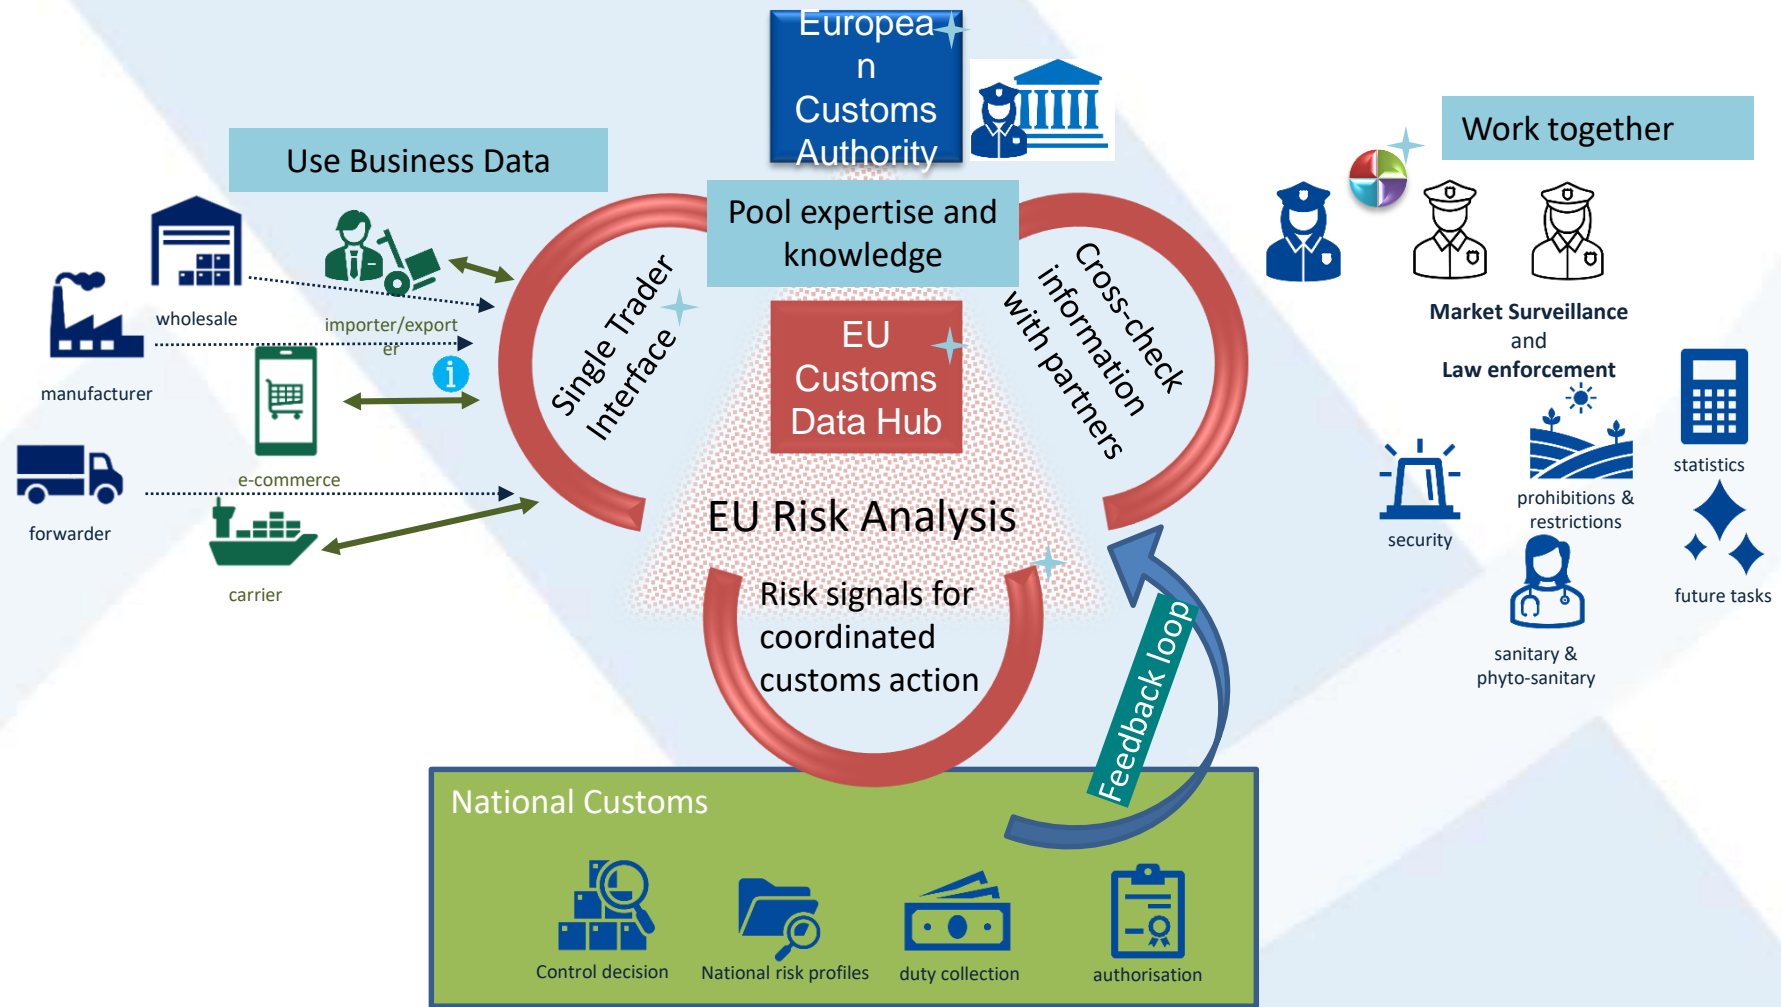 Europea
n
Customs
Authority
Use Business Data
Work together
Pool expertise and
knowledge
wholesale
importer/export
er
manufacturer
e-commerce
forwarder
carrier
Single Trader
Interface
EU
Customs
Data Hub
Cross-check
information
with partners
EU Risk Analysis
Risk signals for
coordinated
customs action
Feedback loop
Market Surveillance
and
Law enforcement
statistics
prohibitions &
restrictions
security
future tasks
sanitary &
phyto-sanitary
National Customs
Control decision
National risk profiles
duty collection
authorisation
i